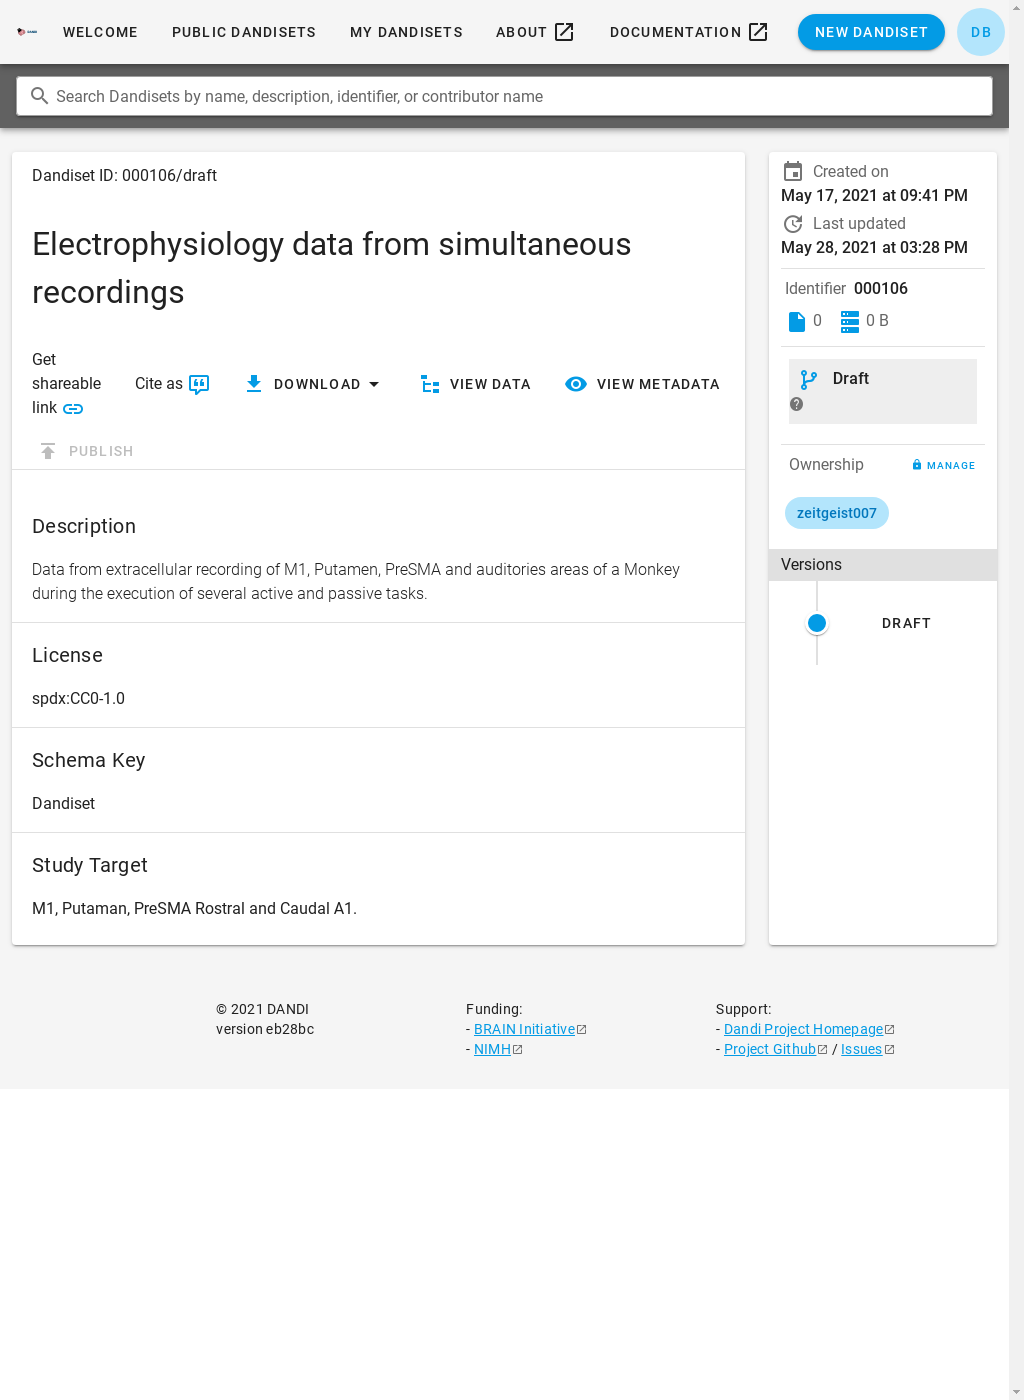 WELCOME PUBLIC DANDISETS MY DANDISETS ABOUT DOCUMENTATION NEW DANDISET DB
Search Dandisets by name, description, identifier, or contributor name
Dandiset ID: 000106/draft
Electrophysiology data from simultaneous
recordings
Get
shareable
link
Cite as
DOWNLOAD
VIEW DATA
VIEW METADATA
PUBLISH
Description
Data from extracellular recording of M1, Putamen, PreSMA and auditories areas of a Monkey
during the execution of several active and passive tasks.
License
spdx:CC0-1.0
Schema Key
Dandiset
Study Target
M1, Putaman, PreSMA Rostral and Caudal A1.
Created on
May 17, 2021 at 09:41 PM
Last updated
May 28, 2021 at 03:28 PM
Identifier 000106
0 0 B
Draft
Ownership MANAGE
zeitgeist007
Versions
DRAFT
© 2021 DANDI
version eb28bc
Funding:
- BRAIN Initiative
- NIMH
Support:
- Dandi Project Homepage
- Project Github / Issues